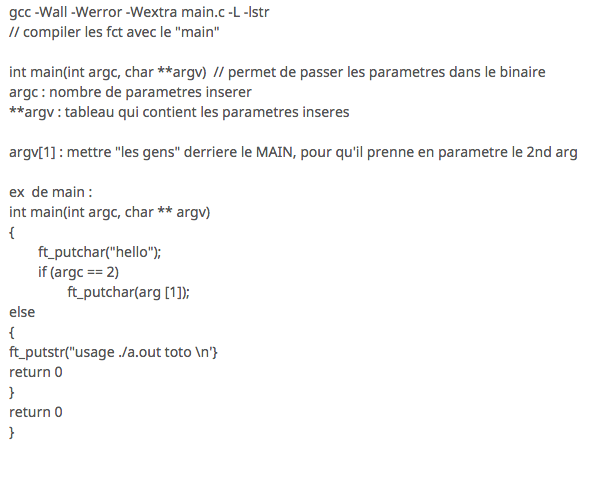 gcc -Wall -Werror -Wextra main.c -L -lstr
// compiler les fct avec le "main"
int main(int argc, char **argv)  // permet de passer les parametres dans le binaire
argc : nombre de parametres inserer
**argv : tableau qui contient les parametres inseres
argv[1] : mettre "les gens" derriere le MAIN, pour qu'il prenne en parametre le 2nd arg
ex  de main :
int main(int argc, char ** argv)
{
ft_putchar("hello");
if (argc == 2)
ft_putchar(arg [1]);
else
{
ft_putstr("usage ./a.out toto \n'}
return 0
}
return 0
}